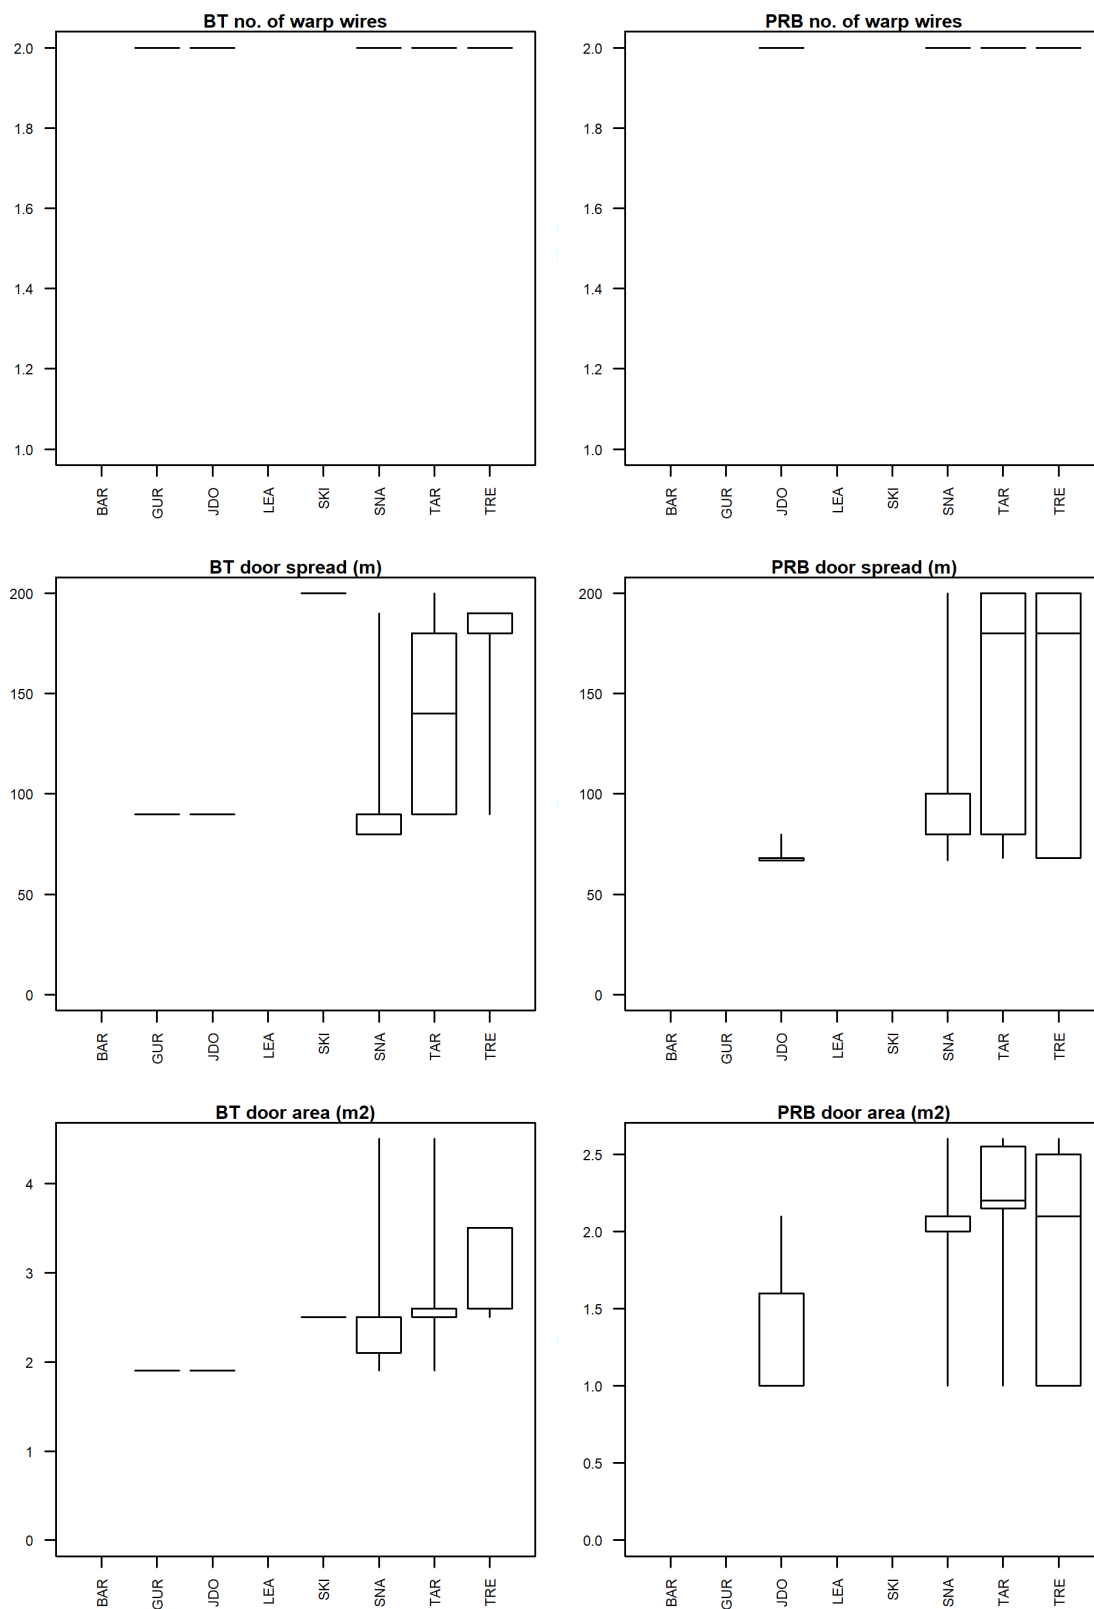 BT no. of warp wires
2.0
1.8
1.6
1.4
1.2
1.0
BAR GUR JDO LEA SKI SNA TAR TRE
PRB no. of warp wires
2.0
1.8
1.6
1.4
1.2
1.0
BAR GUR JDO LEA SKI SNA TAR TRE
BT door spread (m)
200
150
100
50
0
BAR GUR JDO LEA SKI SNA TAR TRE
PRB door spread (m)
200
150
100
50
0
BAR GUR JDO LEA SKI SNA TAR TRE
BT door area (m2)
4
3
2
1
0
BAR GUR JDO LEA SKI SNA TAR TRE
PRB door area (m2)
2.5
2.0
1.5
1.0
0.5
0.0
BAR GUR JDO LEA SKI SNA TAR TRE